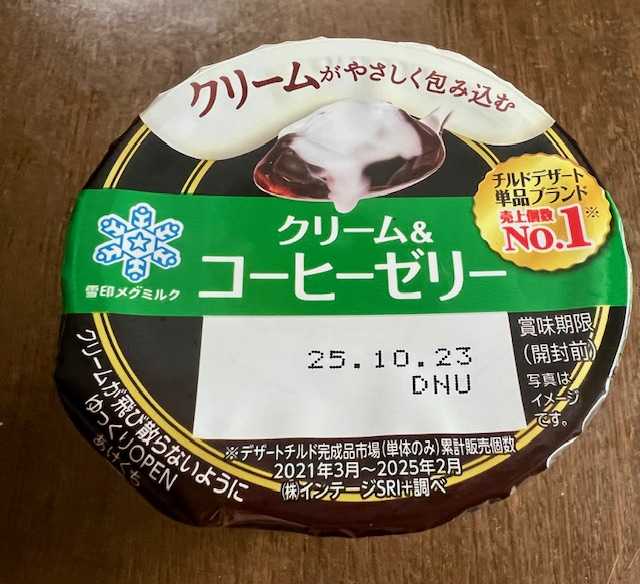 クリームがやさしく包み込む
チルドデザート
単品ブランド
売上個数※
No.1
クリーム&
コーヒーゼリー
雪印メグミルク
賞味期限
(開封前)
25.10.23
DNU
写真は
イメージ
です。
クリームが飛び散らないように
ゆっくりOPEN
あけくち
※デザートチルド完成品市場(単体のみ)累計販売個数
2021年3月~2025年2月
(株)インテージSRI+調べ